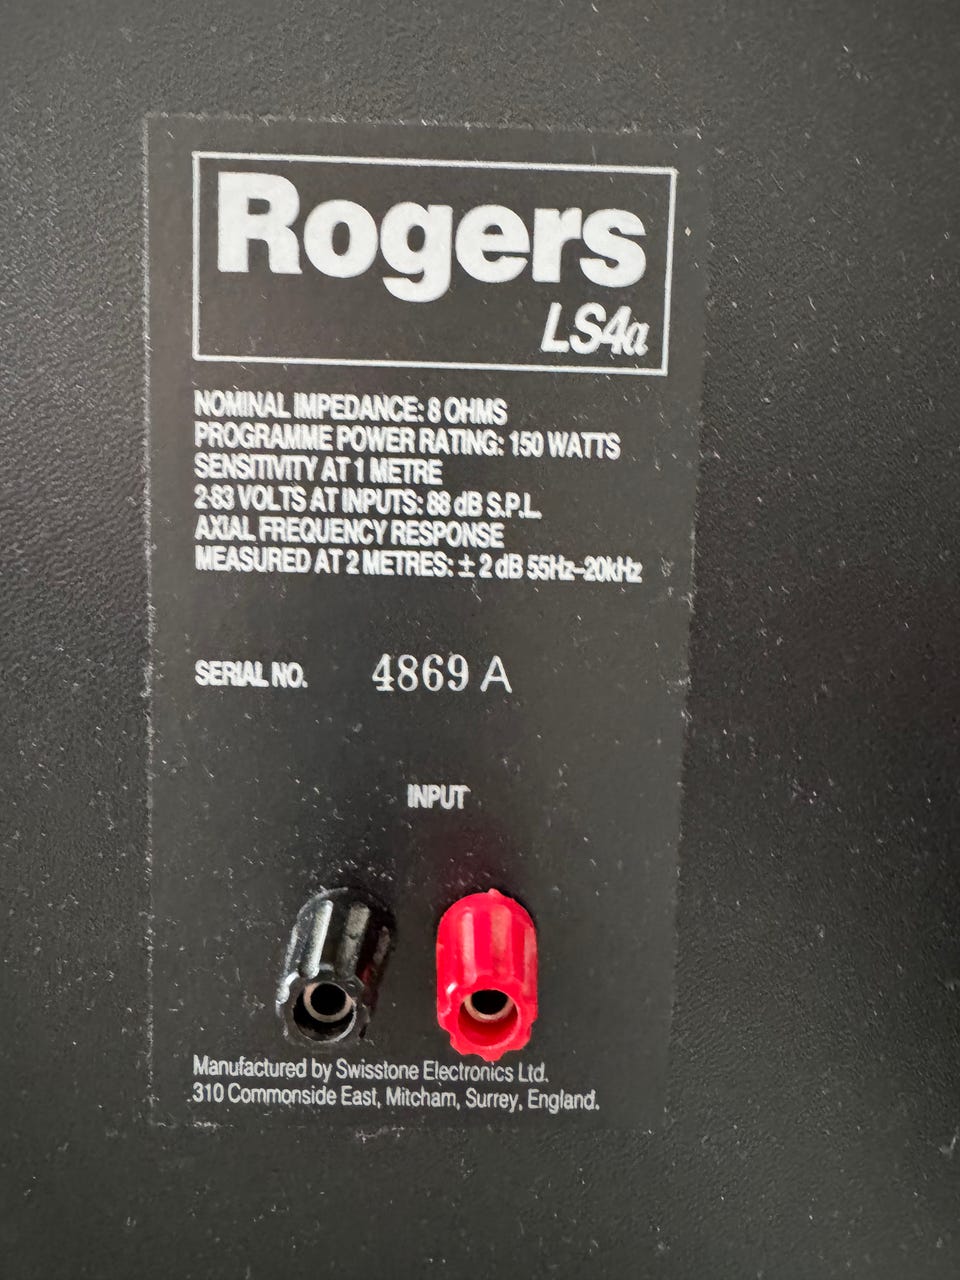 Rogers
LS4a
NOMINAL IMPEDANCE: 8 OHMS
PROGRAMME POWER RATING: 150 WATTS
SENSITIVITY AT 1 METRE
2·83 VOLTS AT INPUTS: 88 dB S.P.L.
AXIAL FREQUENCY RESPONSE
MEASURED AT 2 METRES: ± 2 dB 55Hz–20kHz
SERIAL NO. 4869 A
INPUT
Manufactured by Swisstone Electronics Ltd.
310 Commonside East, Mitcham, Surrey, England.